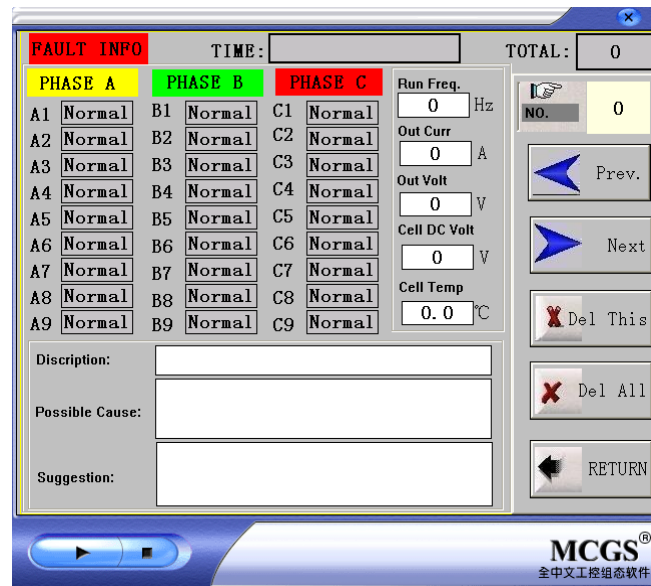 FAULT INFO TIME: TOTAL: 0
PHASE A PHASE B PHASE C Run Freq.
0 Hz
NO. 0
A1 Normal B1 Normal C1 Normal
A2 Normal B2 Normal C2 Normal Out Curr
0 A
A3 Normal B3 Normal C3 Normal
Prev.
A4 Normal B4 Normal C4 Normal Out Volt
0 V
A5 Normal B5 Normal C5 Normal Cell DC Volt
A6 Normal B6 Normal C6 Normal 0 V
Next
A7 Normal B7 Normal C7 Normal
A8 Normal B8 Normal C8 Normal Cell Temp
0.0 ℃
A9 Normal B9 Normal C9 Normal
Del This
Discription:
Del All
Possible Cause:
Suggestion:
RETURN
MCGS®
全中文工控组态软件